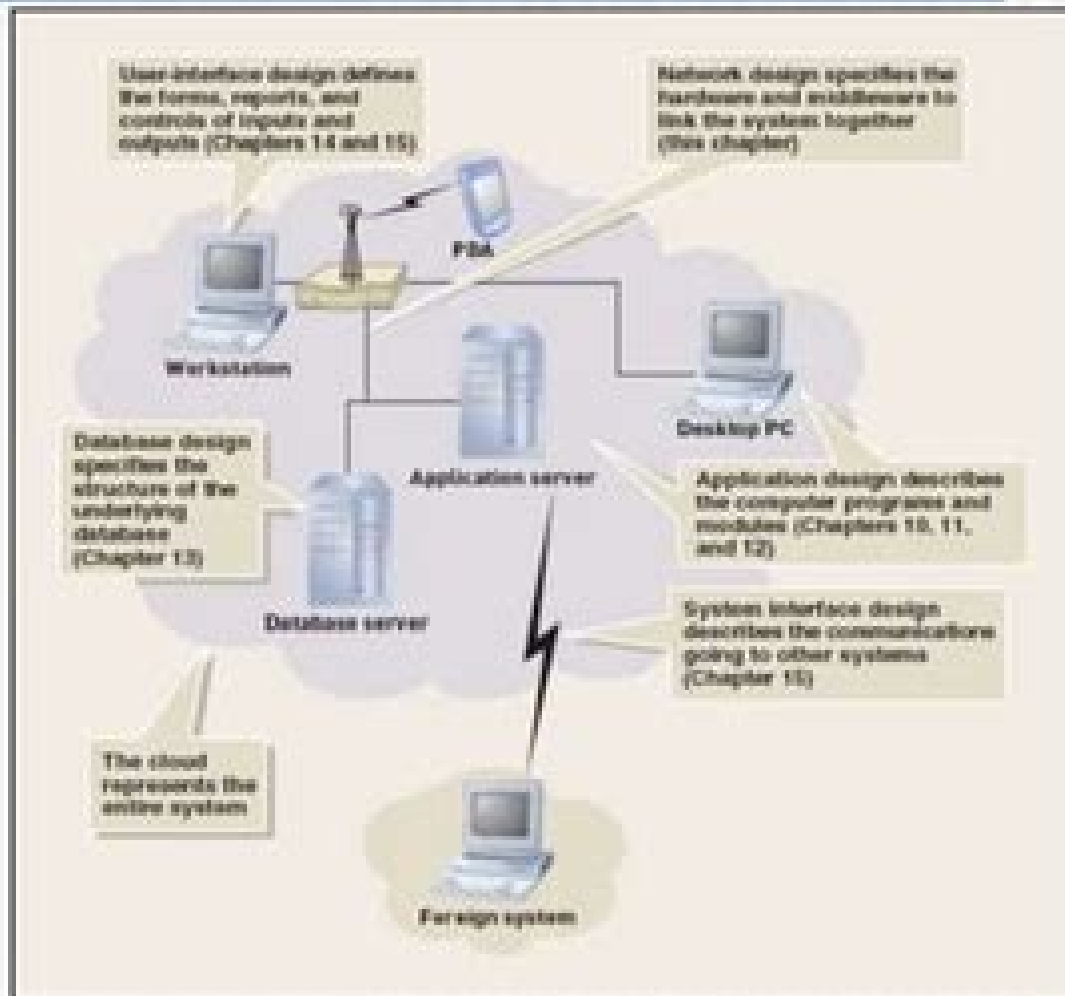 User-interface design defines
the forms, reports, and
controls of inputs and
outputs (Chapters 14 and 15)
Network design specifies the
hardware and middleware to
link the system together
(this chapter)
PDA
Workstation
Desktop PC
Application server
Database design
specifies the
structure of the
underlying
database
(Chapter 13)
Application design describes
the computer programs and
modules (Chapters 10, 11,
and 12)
Database server
System interface design
describes the communications
going to other systems
(Chapter 15)
The cloud
represents the
entire system
Foreign system